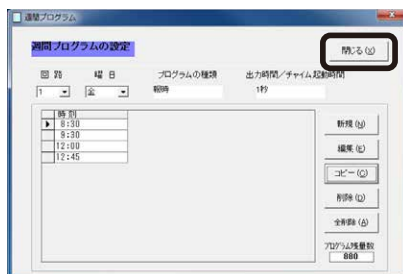 週間プログラム
週間プログラムの設定
閉じる(X)
回 路 曜 日 プログラムの種類 出力時間/チャイム起動時間
1 金 報時 1秒
時 刻
8:30
9:30
12:00
12:45
新規(N)
編集(E)
コピー(C)
削除(D)
全削除(A)
プログラム残量数
880